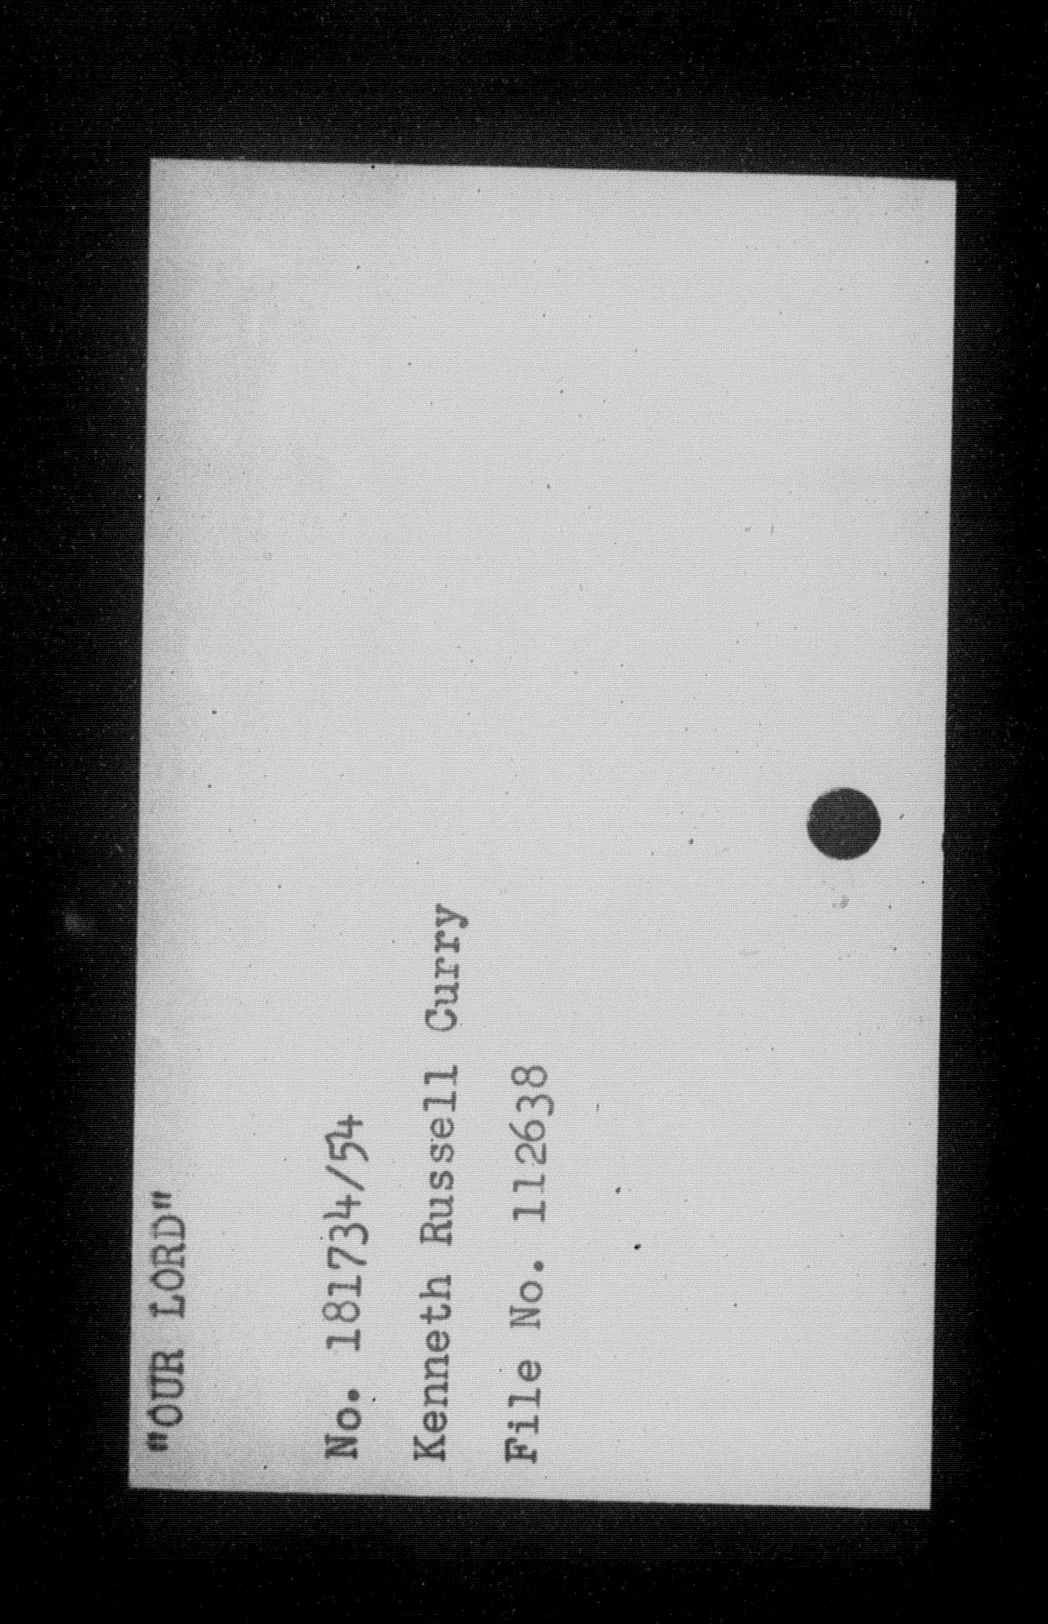 "OUR LORD"
No. 181734/54
Kenneth Russell Curry
File No. 112638